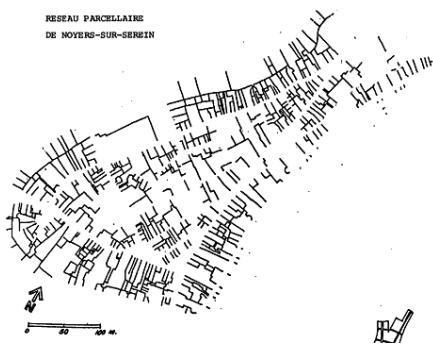 RESEAU PARCELLAIRE
DE NOYERS-SUR-SEREIN
N
0 50 100 m.